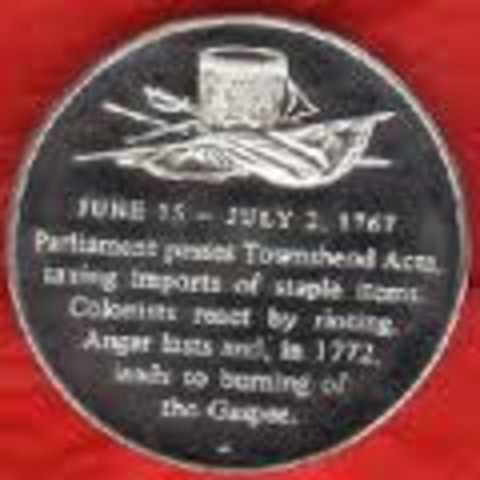 JUNE 15 – JULY 2, 1767
Parliament passes Townshend Acts,
taxing imports of staple items.
Colonists react by rioting.
Anger lasts and, in 1772,
leads to burning of
the Gaspee.